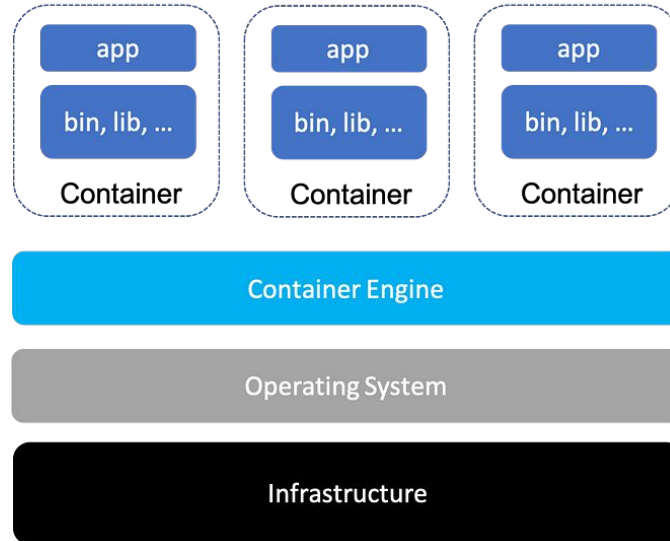 app
app
app
bin, lib, ...
bin, lib, ...
bin, lib, ...
Container
Container
Container
Container Engine
Operating System
Infrastructure